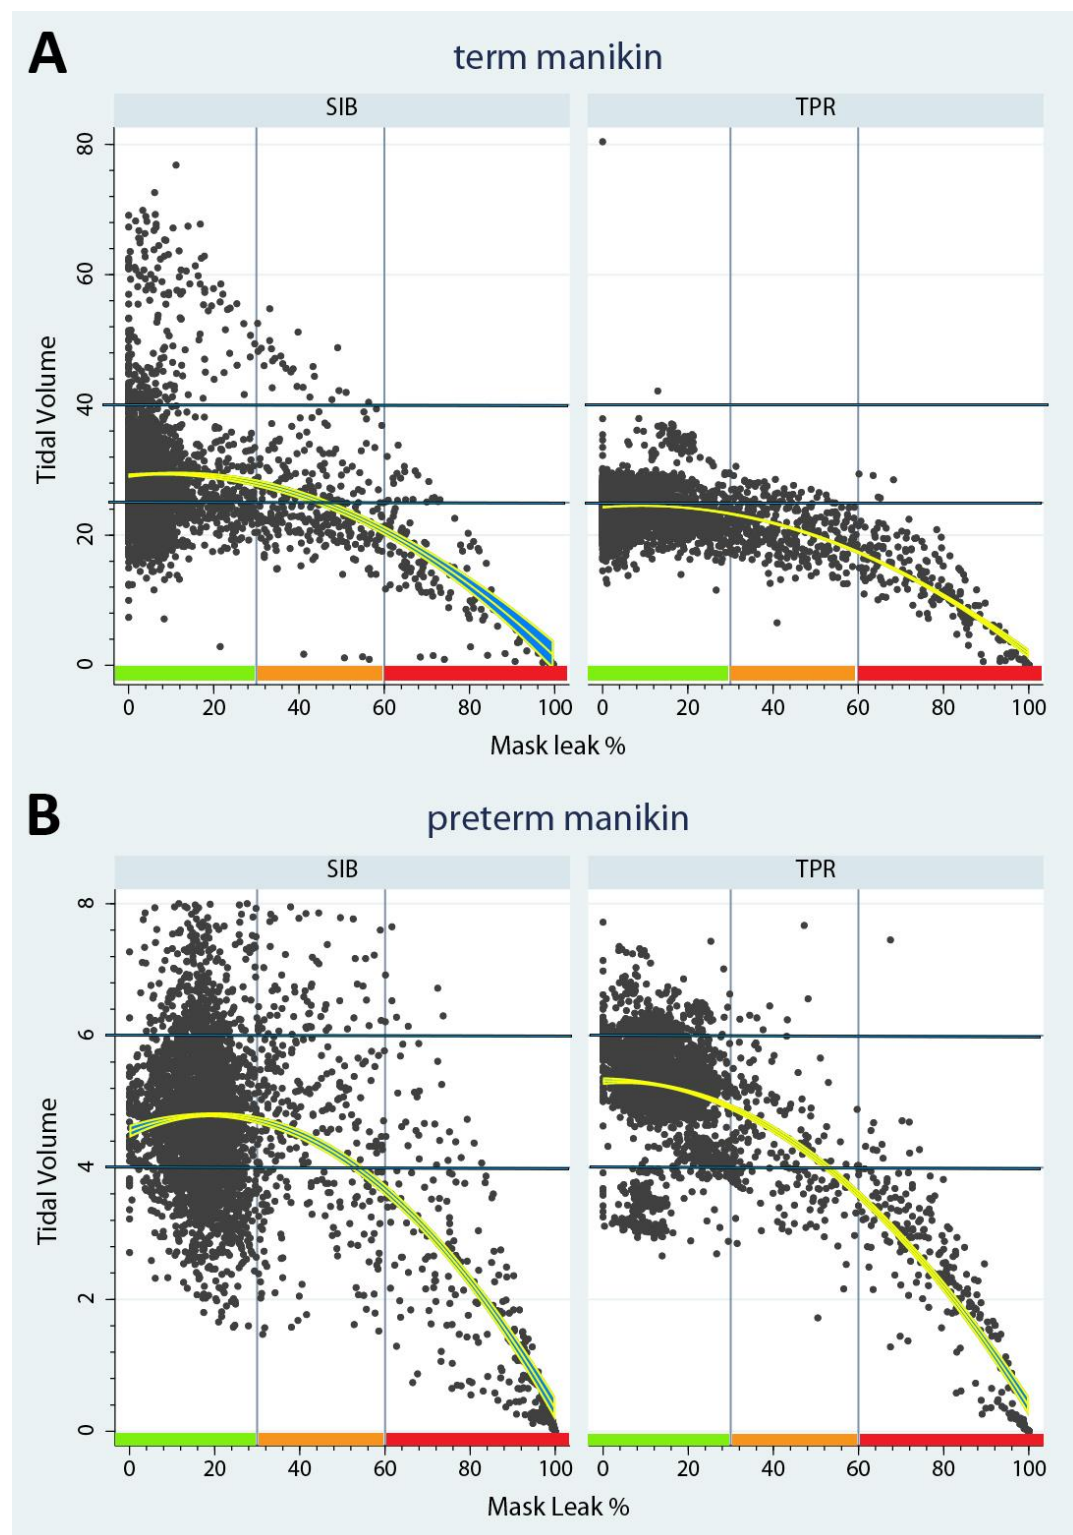 A
term manikin
SIB
TPR
80
60
40
20
0
Tidal Volume
0 20 40 60 80 100
0 20 40 60 80 100
Mask leak %
B
preterm manikin
SIB
TPR
8
6
4
2
0
Tidal Volume
0 20 40 60 80 100
0 20 40 60 80 100
Mask Leak %